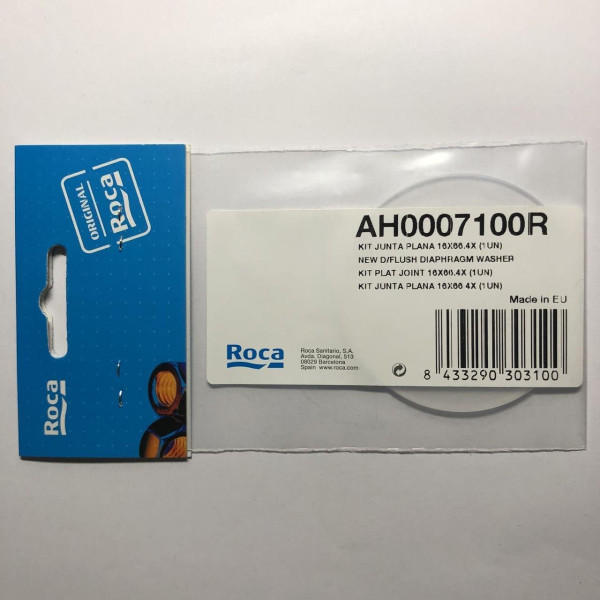 ORIGINAL
Roca
Roca
AH0007100R
KIT JUNTA PLANA 16X66.4X (1UN)
NEW D/FLUSH DIAPHRAGM WASHER
KIT PLAT JOINT 16X66.4X (1UN)
KIT JUNTA PLANA 16X66 4X (1UN)
Made in EU
Roca
Roca Sanitario, S.A.
Avda. Diagonal, 513
08029 Barcelona
Spain www.roca.com
8 433290 303100